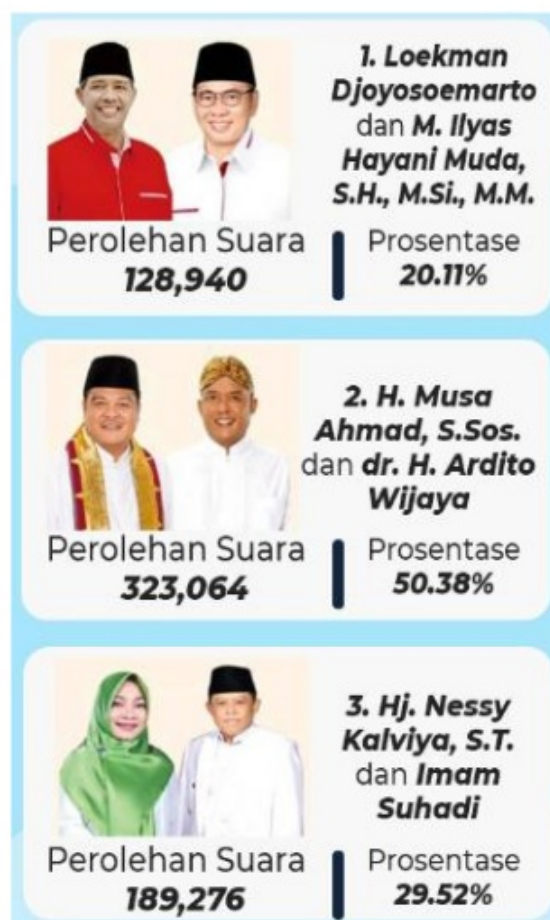 1. Loekman
Djoyosoemarto
dan M. Ilyas
Hayani Muda,
S.H., M.Si., M.M.
Perolehan Suara
128,940
Prosentase
20.11%
2. H. Musa
Ahmad, S.Sos.
dan dr. H. Ardito
Wijaya
Perolehan Suara
323,064
Prosentase
50.38%
3. Hj. Nessy
Kalviya, S.T.
dan Imam
Suhadi
Perolehan Suara
189,276
Prosentase
29.52%